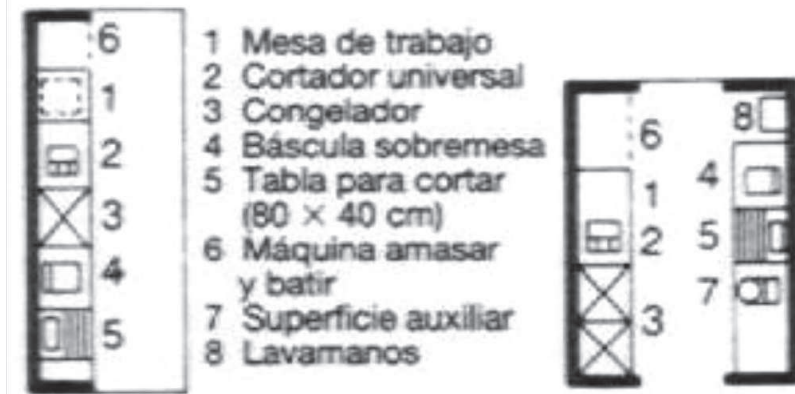 6
1
2
3
4
5
1 Mesa de trabajo
2 Cortador universal
3 Congelador
4 Báscula sobremesa
5 Tabla para cortar
(80 × 40 cm)
6 Máquina amasar
y batir
7 Superficie auxiliar
8 Lavamanos
6
1
2
3
8
4
5
7